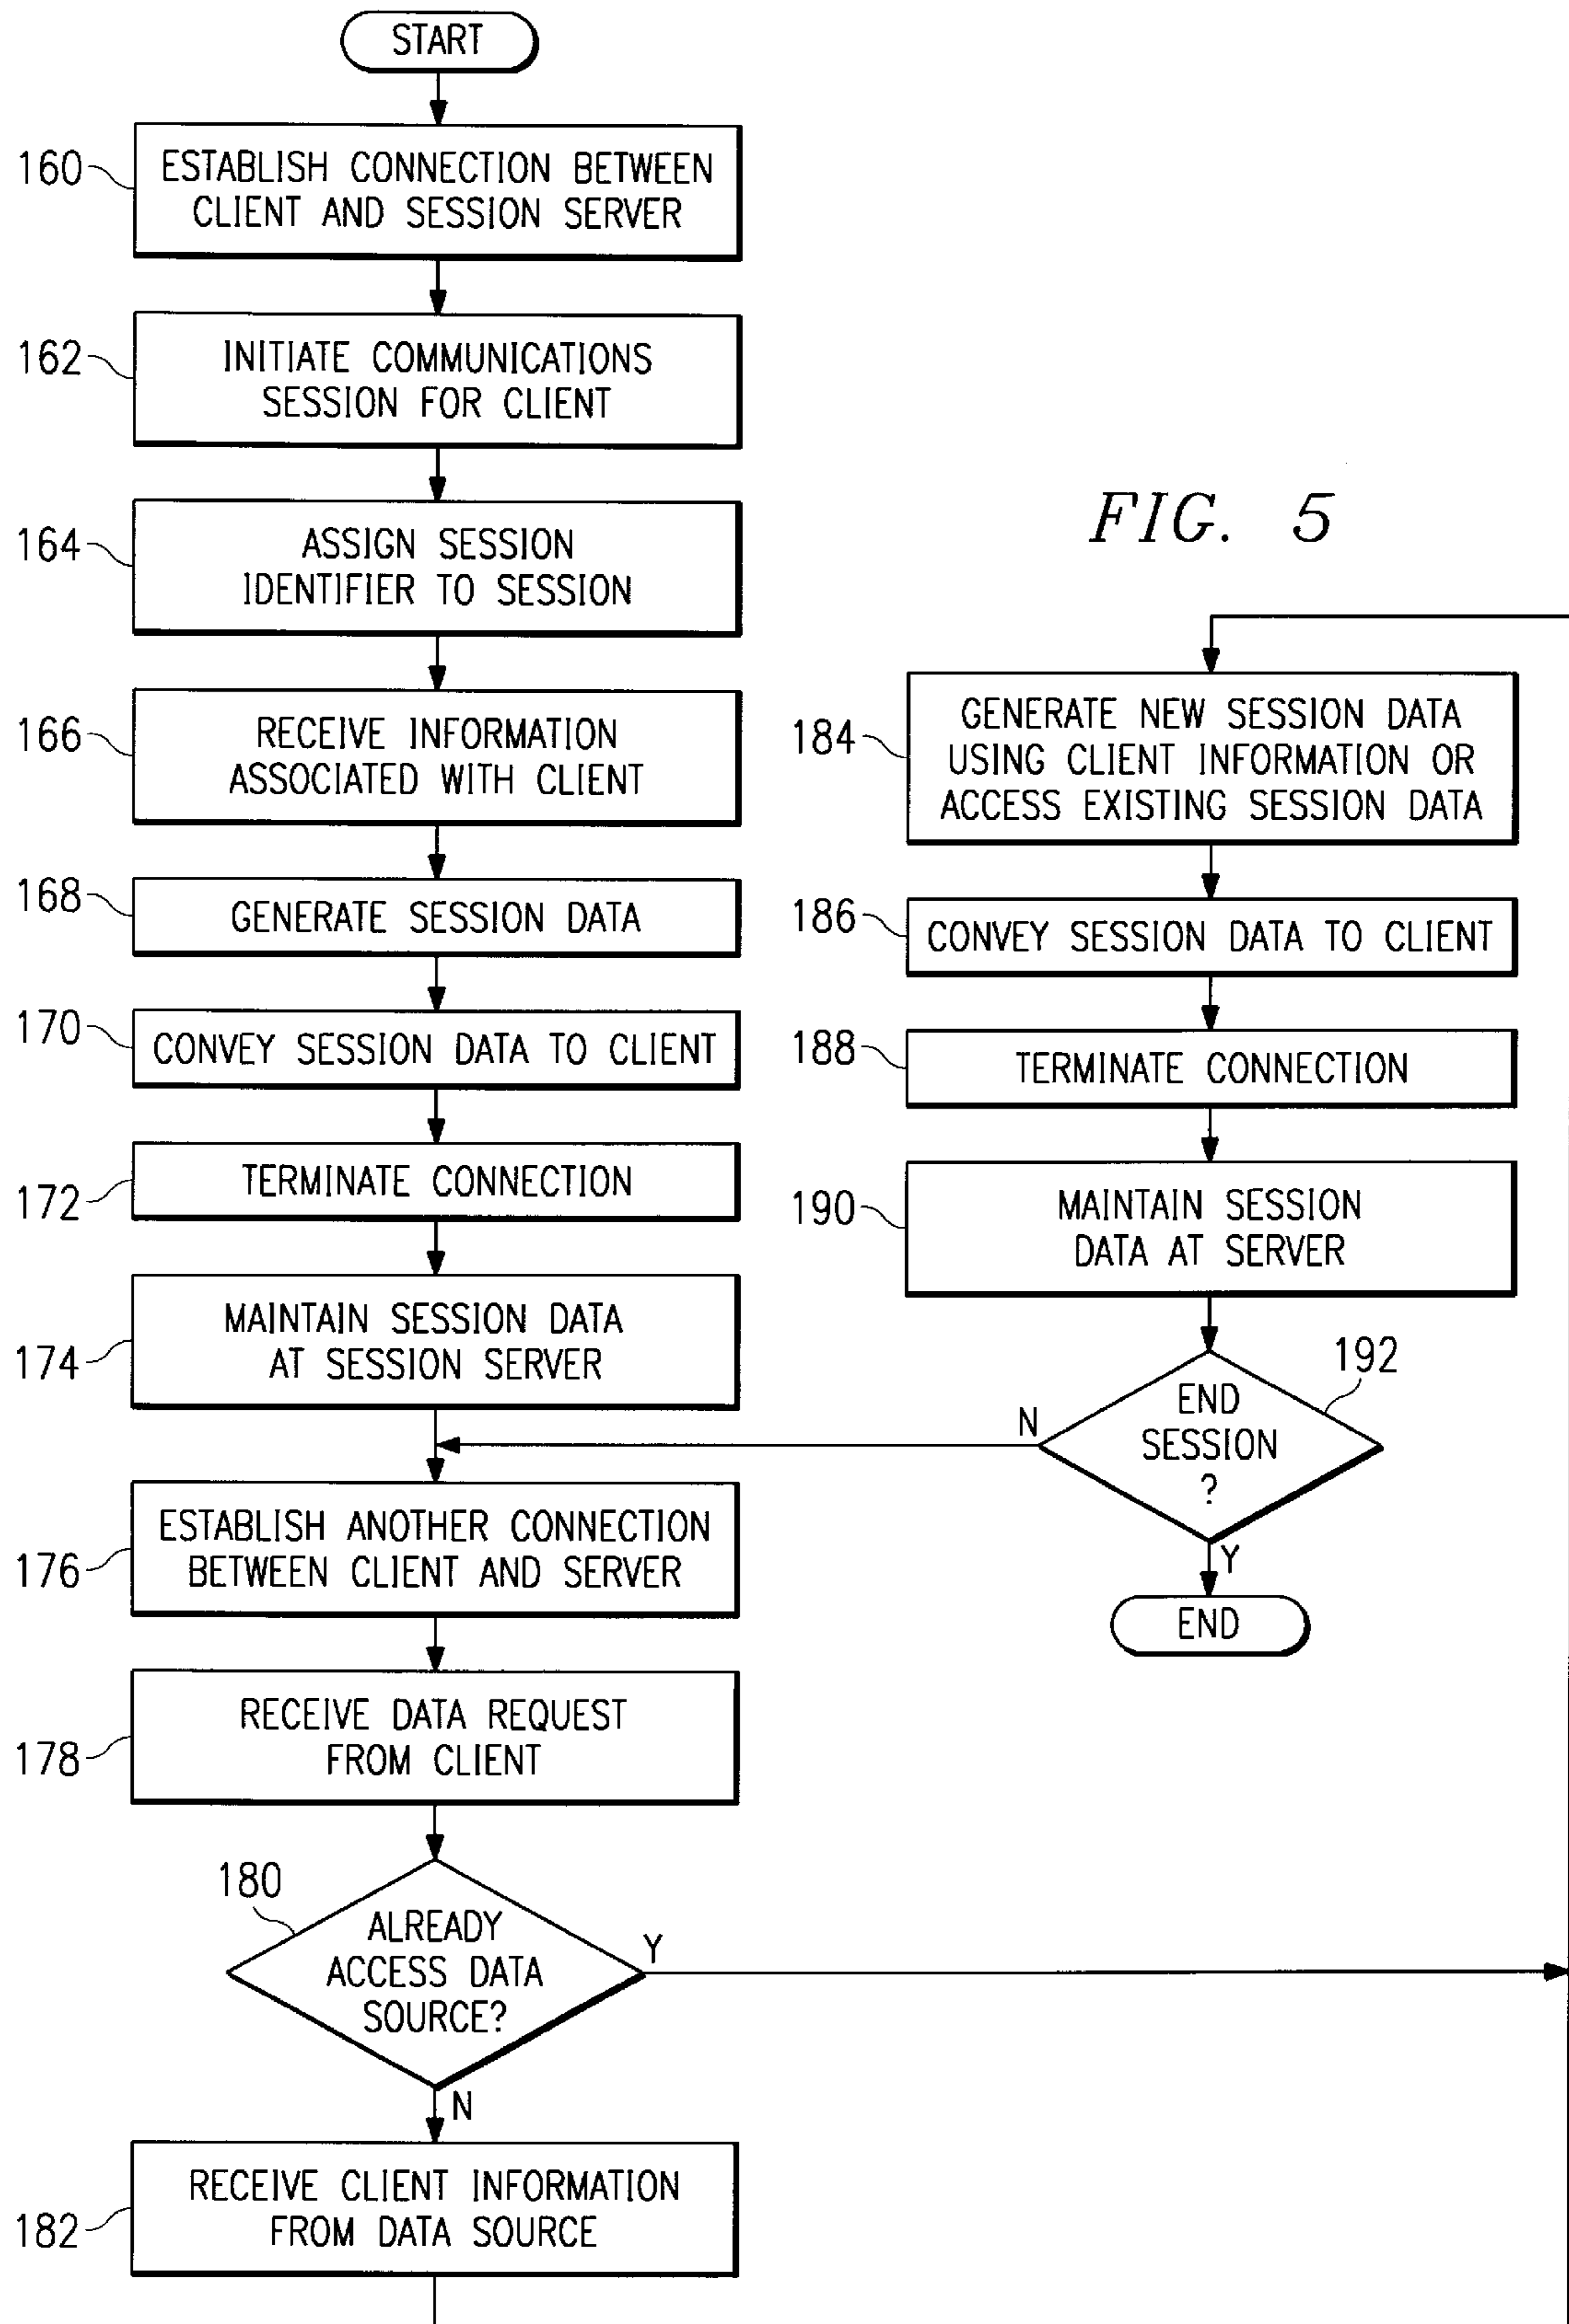 START
160
ESTABLISH CONNECTION BETWEEN
CLIENT AND SESSION SERVER
162
INITIATE COMMUNICATIONS
SESSION FOR CLIENT
164
ASSIGN SESSION
IDENTIFIER TO SESSION
166
RECEIVE INFORMATION
ASSOCIATED WITH CLIENT
168
GENERATE SESSION DATA
170
CONVEY SESSION DATA TO CLIENT
172
TERMINATE CONNECTION
174
MAINTAIN SESSION DATA
AT SESSION SERVER
176
ESTABLISH ANOTHER CONNECTION
BETWEEN CLIENT AND SERVER
178
RECEIVE DATA REQUEST
FROM CLIENT
180
ALREADY
ACCESS DATA
SOURCE?
Y
N
182
RECEIVE CLIENT INFORMATION
FROM DATA SOURCE
FIG. 5
184
GENERATE NEW SESSION DATA
USING CLIENT INFORMATION OR
ACCESS EXISTING SESSION DATA
186
CONVEY SESSION DATA TO CLIENT
188
TERMINATE CONNECTION
190
MAINTAIN SESSION
DATA AT SERVER
192
END
SESSION
?
N
Y
END